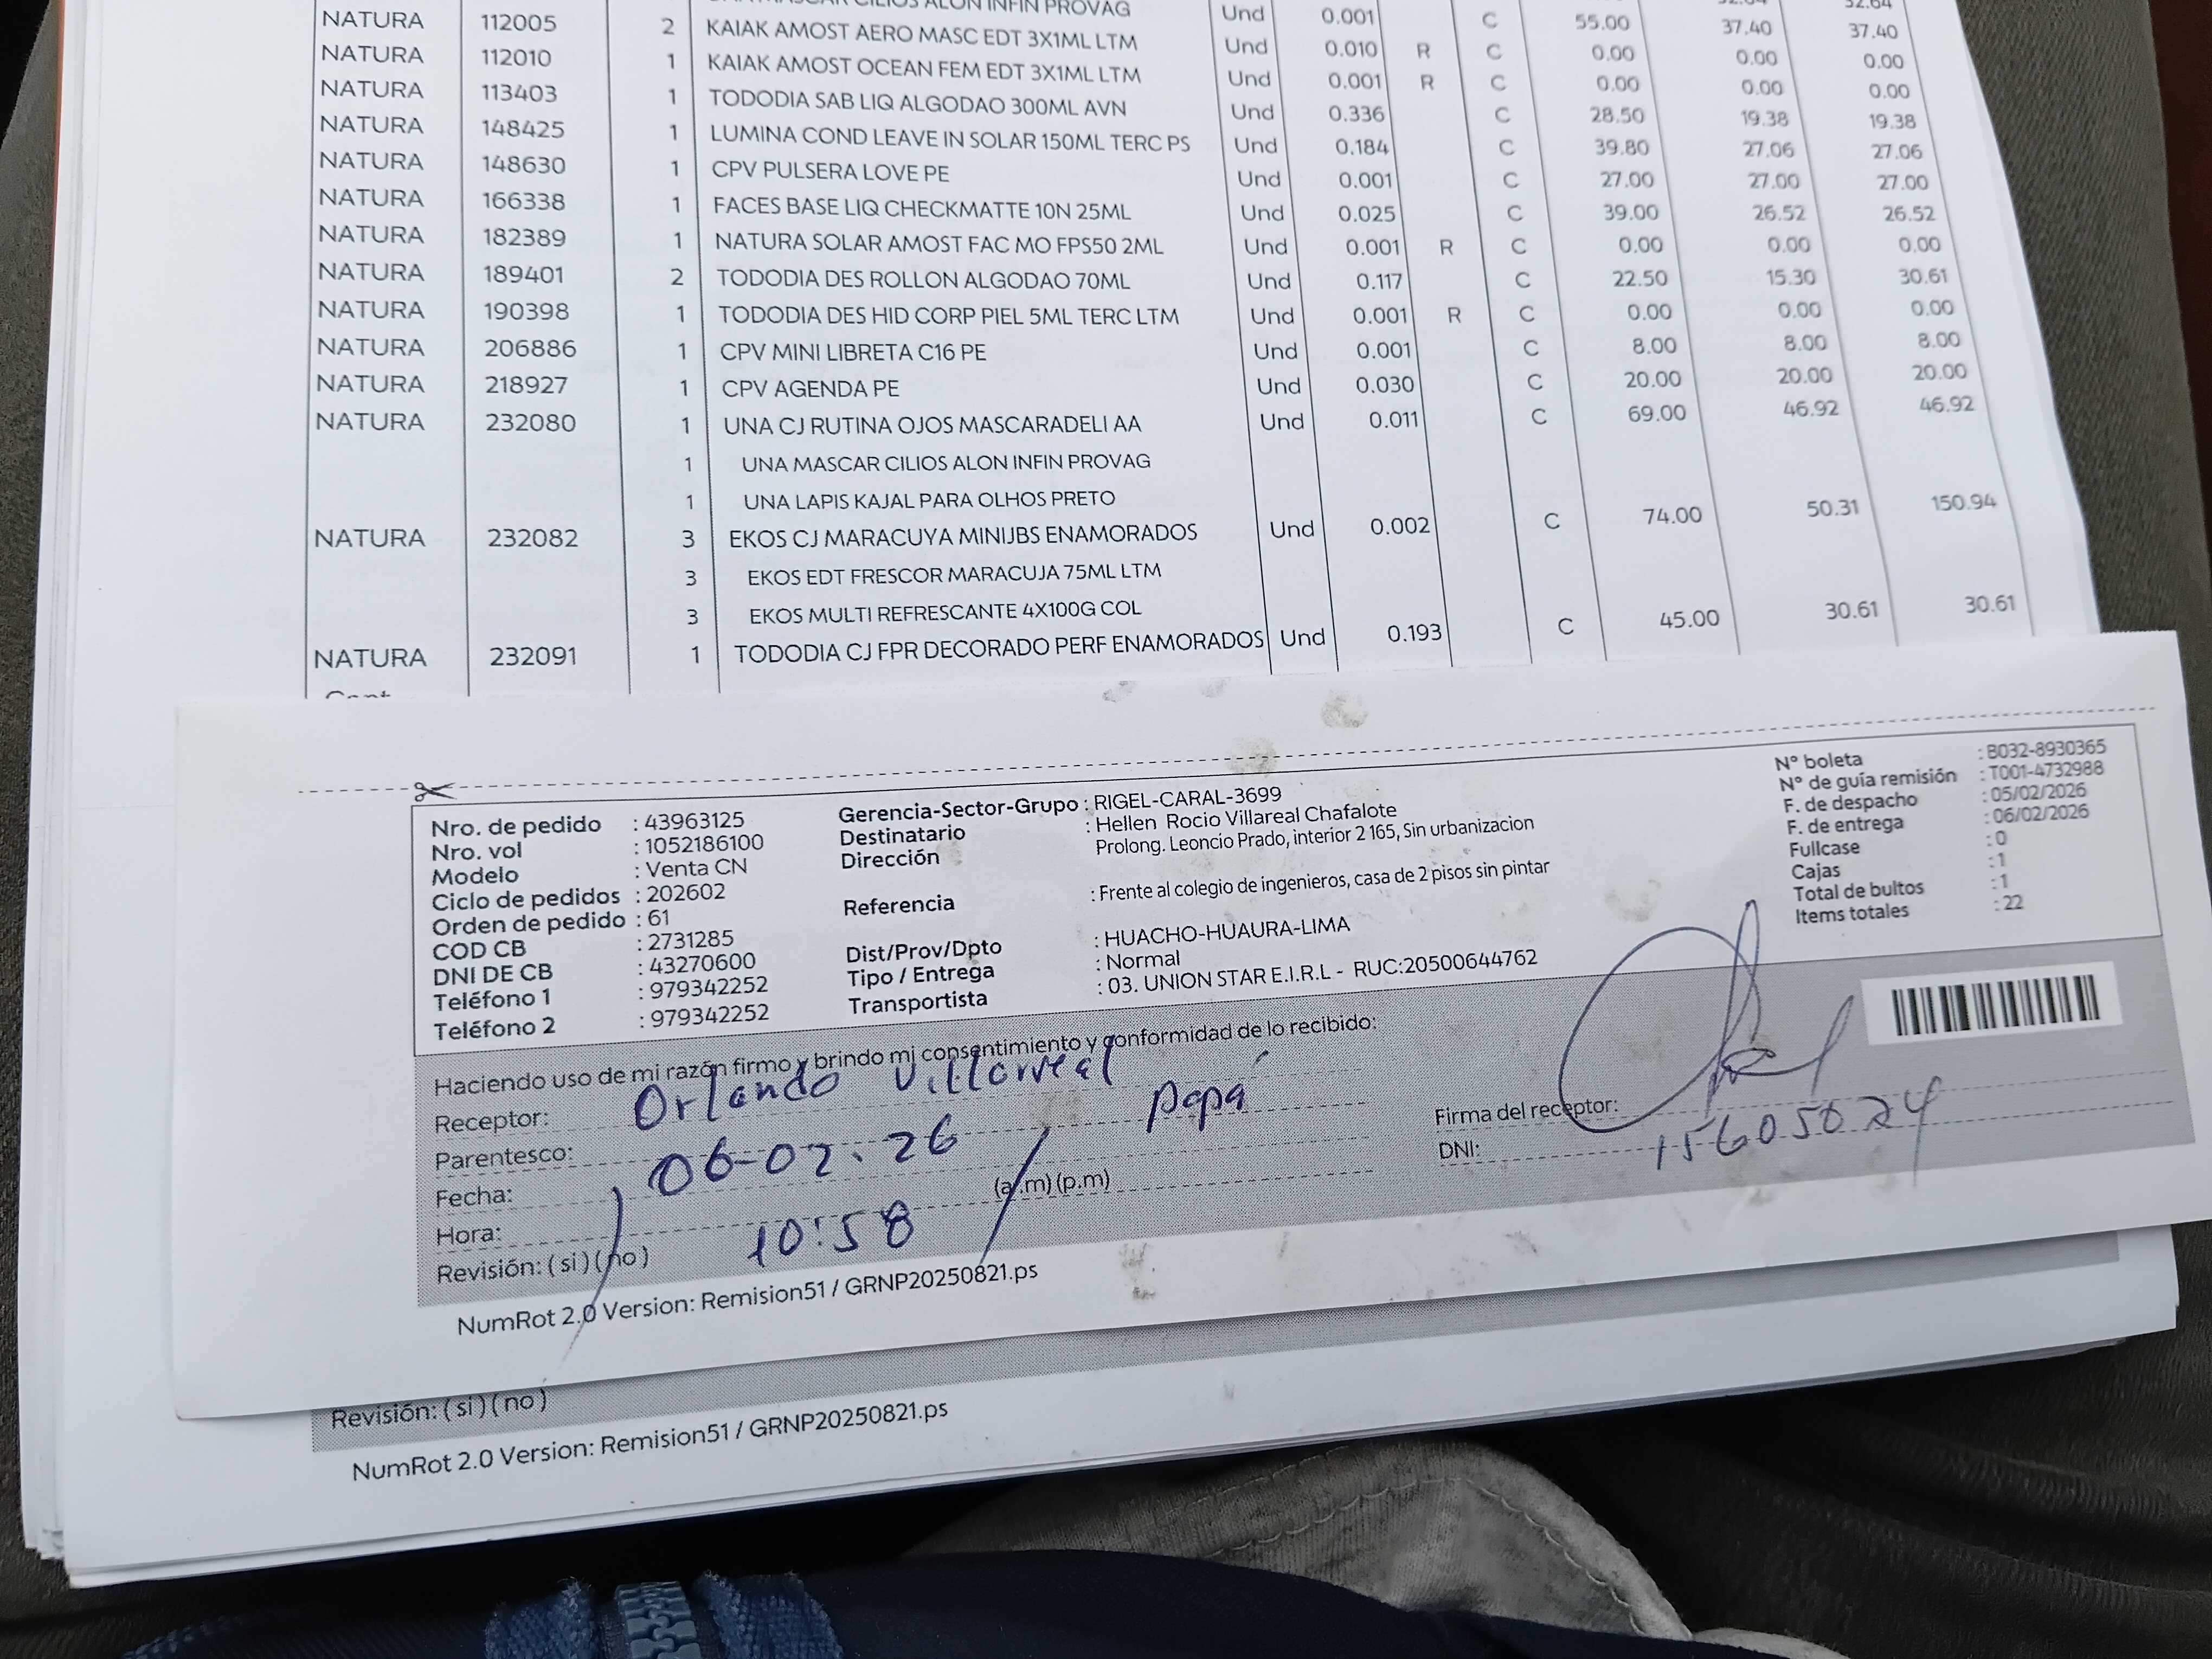 MASCAR CILIOS ALON INFIN PROVAG Und 0.001 C 55.00 37.40 37.40
NATURA 112005 2 KAIAK AMOST AERO MASC EDT 3X1ML LTM Und 0.010 R C 0.00 0.00 0.00
NATURA 112010 1 KAIAK AMOST OCEAN FEM EDT 3X1ML LTM Und 0.001 R C 0.00 0.00 0.00
NATURA 113403 1 TODODIA SAB LIQ ALGODAO 300ML AVN Und 0.336 C 28.50 19.38 19.38
NATURA 148425 1 LUMINA COND LEAVE IN SOLAR 150ML TERC PS Und 0.184 C 39.80 27.06 27.06
NATURA 148630 1 CPV PULSERA LOVE PE Und 0.001 C 27.00 27.00 27.00
NATURA 166338 1 FACES BASE LIQ CHECKMATTE 10N 25ML Und 0.025 C 39.00 26.52 26.52
NATURA 182389 1 NATURA SOLAR AMOST FAC MO FPS50 2ML Und 0.001 R C 0.00 0.00 0.00
NATURA 189401 2 TODODIA DES ROLLON ALGODAO 70ML Und 0.117 C 22.50 15.30 30.61
NATURA 190398 1 TODODIA DES HID CORP PIEL 5ML TERC LTM Und 0.001 R C 0.00 0.00 0.00
NATURA 206886 1 CPV MINI LIBRETA C16 PE Und 0.001 C 8.00 8.00 8.00
NATURA 218927 1 CPV AGENDA PE Und 0.030 C 20.00 20.00 20.00
NATURA 232080 1 UNA CJ RUTINA OJOS MASCARADELI AA Und 0.011 C 69.00 46.92 46.92
1 UNA MASCAR CILIOS ALON INFIN PROVAG
1 UNA LAPIS KAJAL PARA OLHOS PRETO
NATURA 232082 3 EKOS CJ MARACUYA MINIJBS ENAMORADOS Und 0.002 C 74.00 50.31 150.94
3 EKOS EDT FRESCOR MARACUJA 75ML LTM
3 EKOS MULTI REFRESCANTE 4X100G COL
NATURA 232091 1 TODODIA CJ FPR DECORADO PERF ENAMORADOS Und 0.193 C 45.00 30.61 30.61
Nro. de pedido : 43963125
Nro. vol : 1052186100
Modelo : Venta CN
Ciclo de pedidos : 202602
Orden de pedido : 61
COD CB : 2731285
DNI DE CB : 43270600
Teléfono 1 : 979342252
Teléfono 2 : 979342252
Gerencia-Sector-Grupo : RIGEL-CARAL-3699
Destinatario : Hellen Rocio Villareal Chafalote
Dirección Prolong. Leoncio Prado, interior 2 165, Sin urbanizacion
Referencia : Frente al colegio de ingenieros, casa de 2 pisos sin pintar
Dist/Prov/Dpto : HUACHO-HUAURA-LIMA
Tipo / Entrega : Normal
Transportista : 03. UNION STAR E.I.R.L - RUC:20500644762
N° boleta : B032-8930365
N° de guía remisión : T001-4732988
F. de despacho : 05/02/2026
F. de entrega : 06/02/2026
Fullcase : 0
Cajas : 1
Total de bultos : 1
Items totales : 22
Haciendo uso de mi razón firmo y brindo mi consentimiento y conformidad de lo recibido:
Receptor: Orlando Villarreal
Parentesco: papá
Fecha: 06-02.26
Hora: 10:58 (a.m) (p.m)
Revisión: ( si ) ( no )
Firma del receptor:
DNI: 15605024
NumRot 2.0 Version: Remision51 / GRNP20250821.ps
Revisión: ( si ) ( no )
NumRot 2.0 Version: Remision51 / GRNP20250821.ps